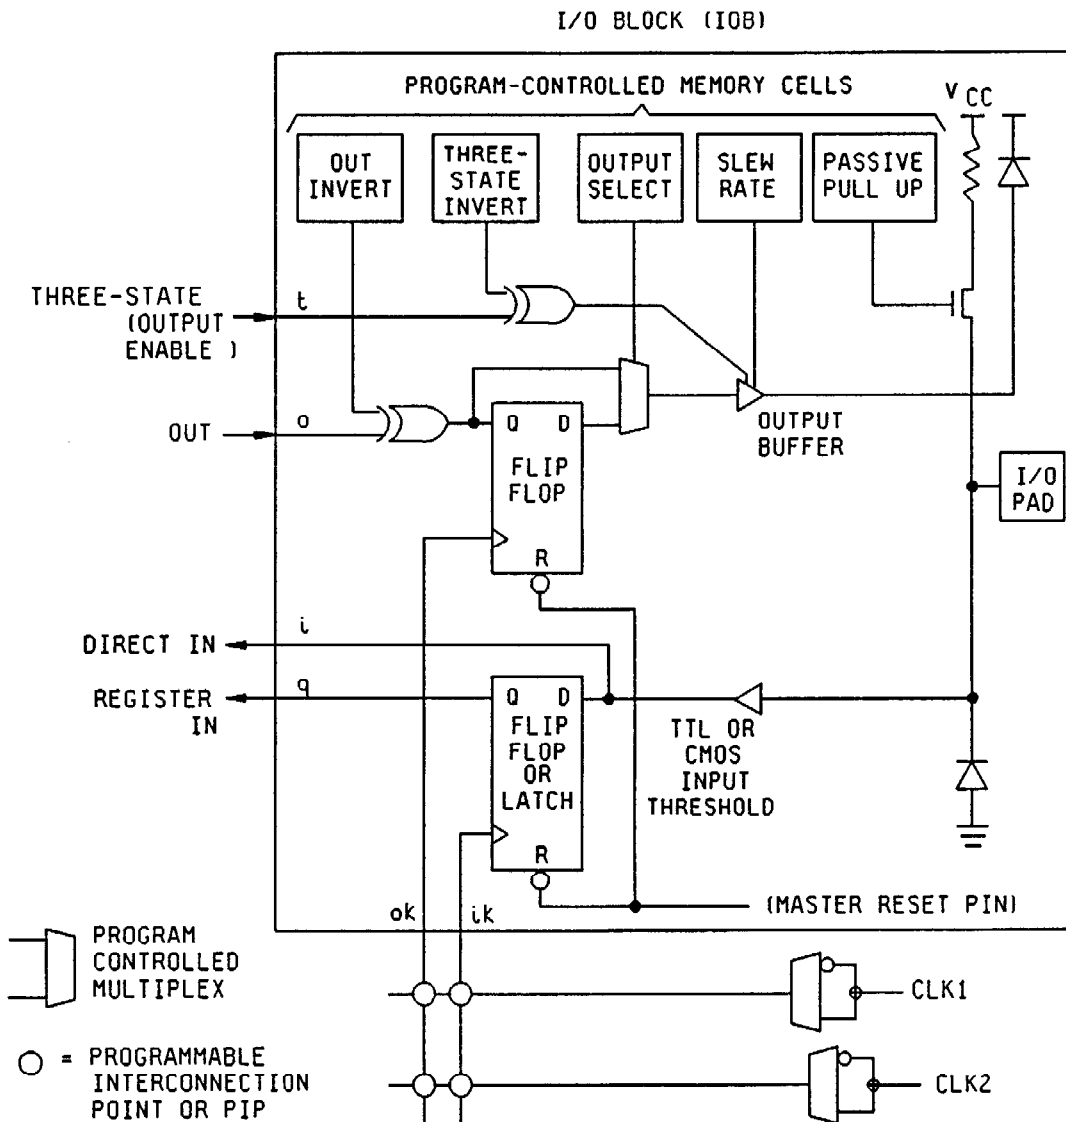 I/O BLOCK (IOB)
PROGRAM-CONTROLLED MEMORY CELLS
VCC
OUT
INVERT
THREE-
STATE
INVERT
OUTPUT
SELECT
SLEW
RATE
PASSIVE
PULL UP
THREE-STATE
(OUTPUT
ENABLE )
t
OUT
o
Q D
FLIP
FLOP
R
OUTPUT
BUFFER
I/O
PAD
DIRECT IN
i
REGISTER
IN
q
Q D
FLIP
FLOP
OR
LATCH
R
TTL OR
CMOS
INPUT
THRESHOLD
ok
ik
(MASTER RESET PIN)
PROGRAM
CONTROLLED
MULTIPLEX
CLK1
= PROGRAMMABLE
INTERCONNECTION
POINT OR PIP
CLK2